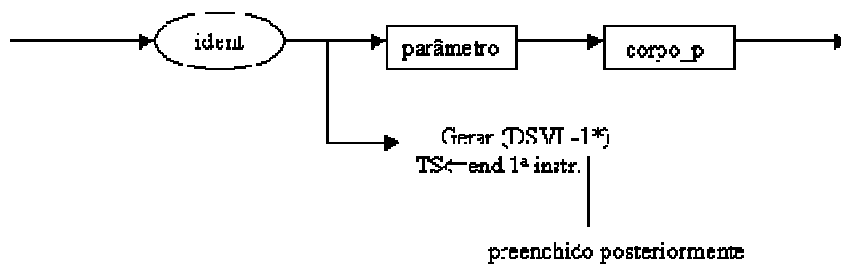 ident
parâmetro
corpo_p
Gerar (DSVI -1*)
TS<=end 1ª instr.
preenchido posteriormente